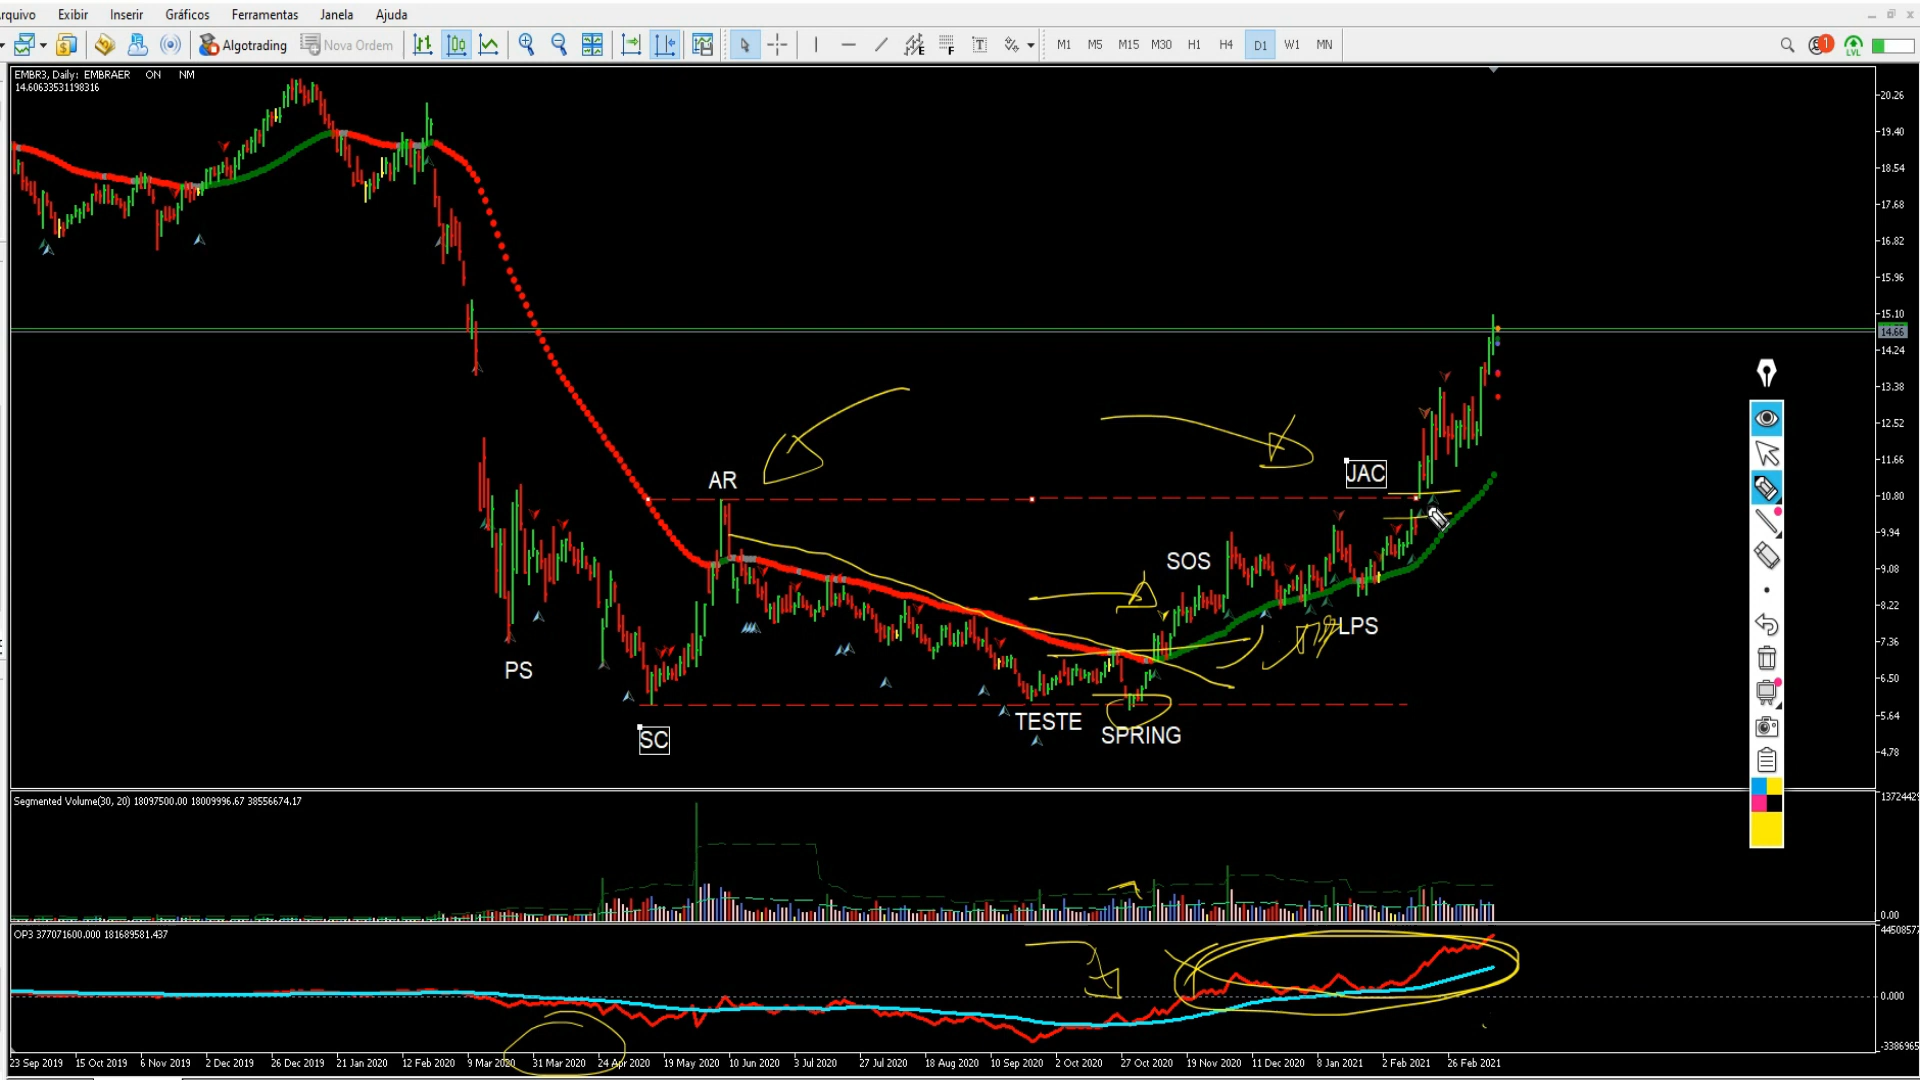 Arquivo Exibir Inserir Gráficos Ferramentas Janela Ajuda
Algotrading Nova Ordem E F T M1 M5 M15 M30 H1 H4 D1 W1 MN 1 LVL
EMBR3, Daily: EMBRAER ON NM
14.60633531198316
20.26
19.40
18.54
17.68
16.82
15.96
15.10
14.66
14.24
13.38
12.52
11.66
10.80
9.94
9.08
8.22
7.36
6.50
5.64
4.78
AR
JAC
SOS
LPS
PS
TESTE
SPRING
SC
Segmented Volume(30, 20) 18097500.00 18009996.67 38556674.17
13724429
0.00
OP3 377071600.000 181689581.437
44508577
0.000
-3386965
23 Sep 2019 15 Oct 2019 6 Nov 2019 2 Dec 2019 26 Dec 2019 21 Jan 2020 12 Feb 2020 9 Mar 2020 31 Mar 2020 24 Apr 2020 19 May 2020 10 Jun 2020 3 Jul 2020 27 Jul 2020 18 Aug 2020 10 Sep 2020 2 Oct 2020 27 Oct 2020 19 Nov 2020 11 Dec 2020 8 Jan 2021 2 Feb 2021 26 Feb 2021